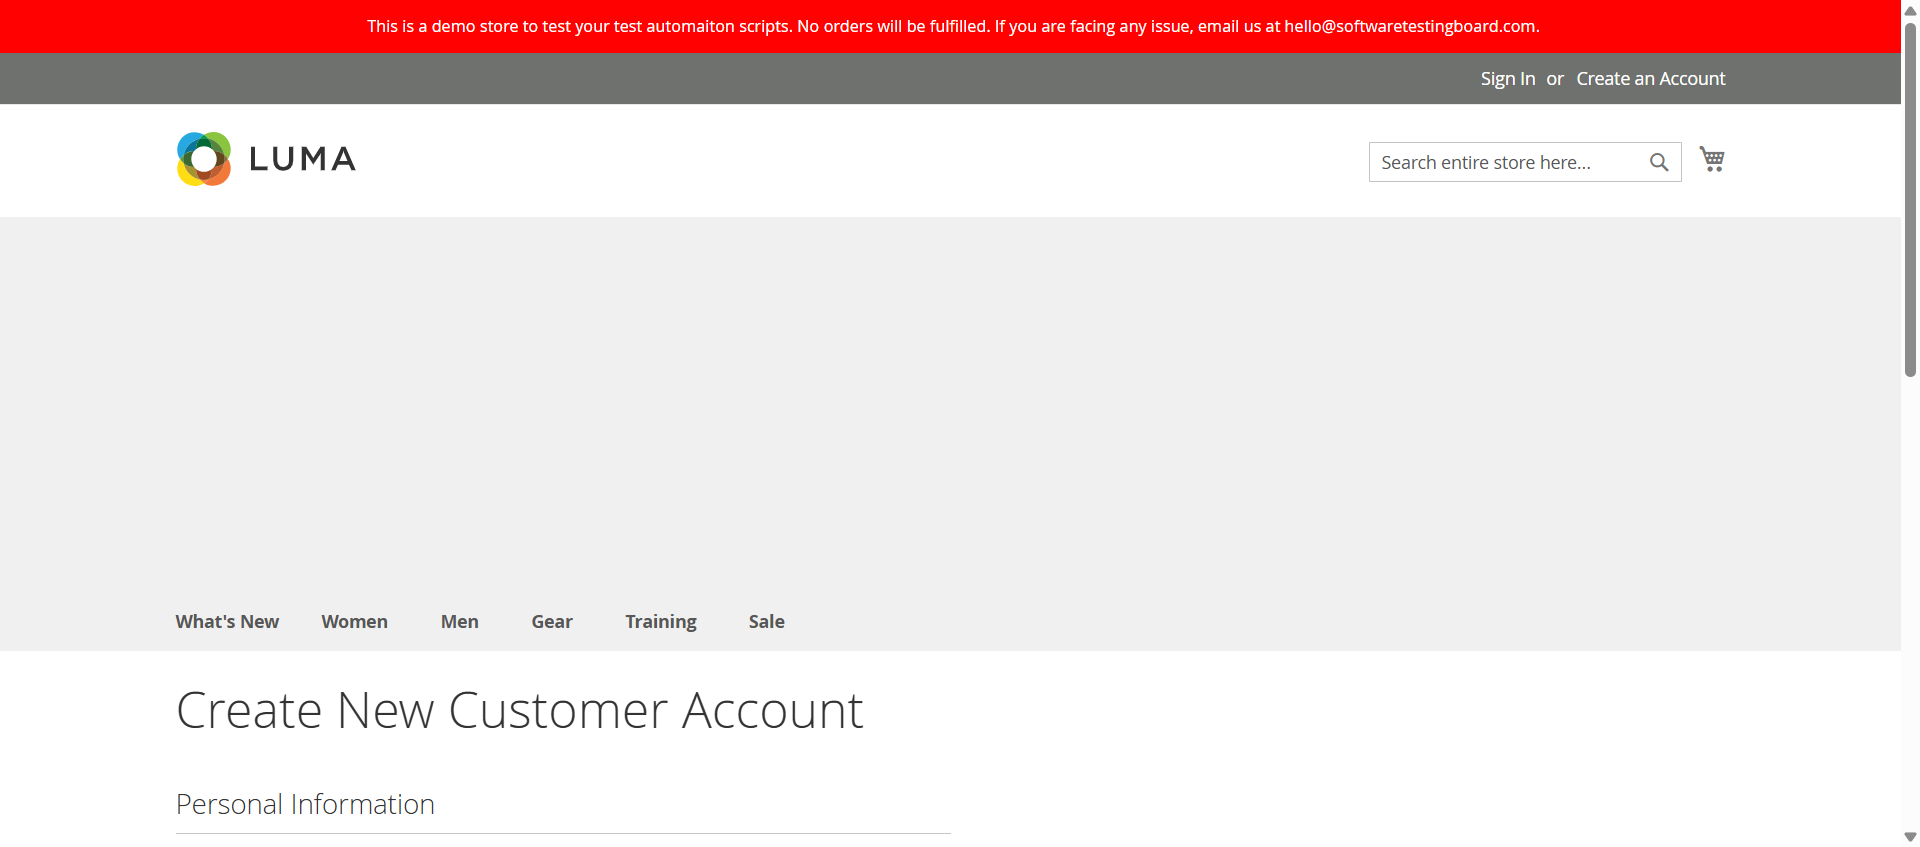 This is a demo store to test your test automaiton scripts. No orders will be fulfilled. If you are facing any issue, email us at hello@softwaretestingboard.com.
Sign In or Create an Account
LUMA
Search entire store here...
What's New Women Men Gear Training Sale
Create New Customer Account
Personal Information